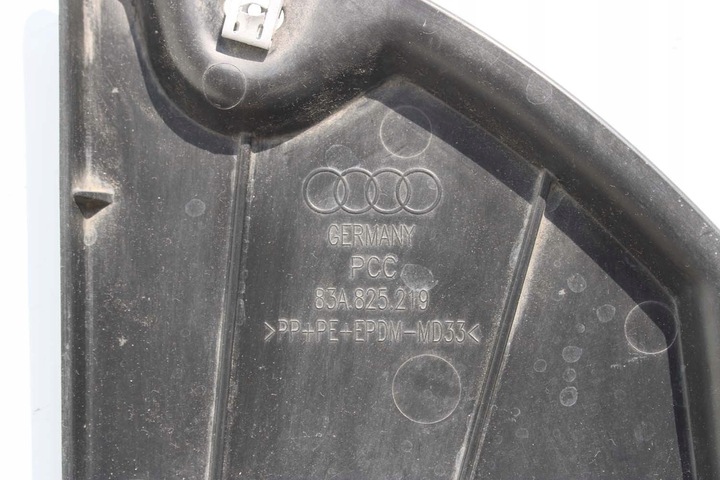 GERMANY
PCC
83A.825.219
>PP+PE+EPDM-MD33<